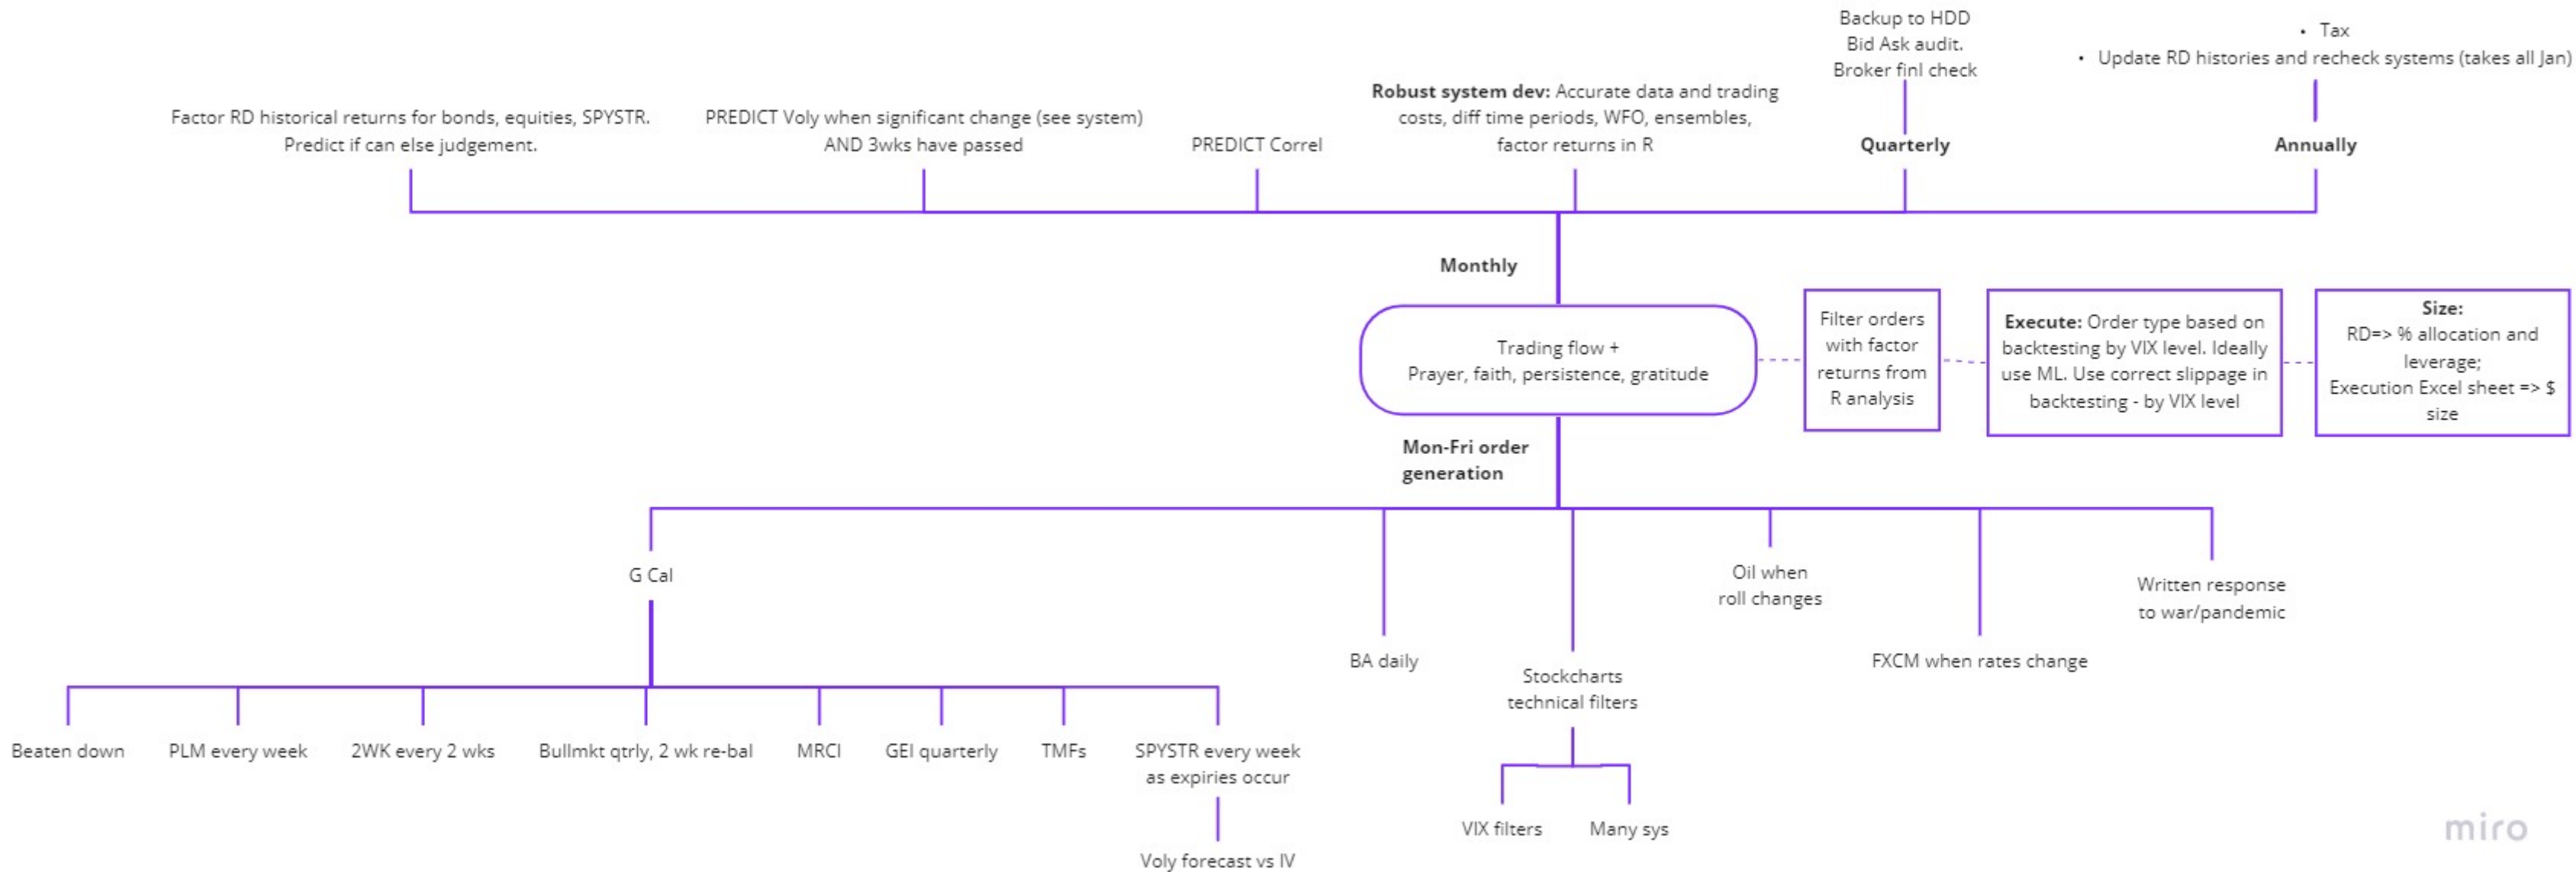 Backup to HDD
Bid Ask audit.
Broker finl check
• Tax
• Update RD histories and recheck systems (takes all Jan)
Factor RD historical returns for bonds, equities, SPYSTR.
Predict if can else judgement.
PREDICT Voly when significant change (see system)
AND 3wks have passed
PREDICT Correl
Robust system dev: Accurate data and trading
costs, diff time periods, WFO, ensembles,
factor returns in R
Quarterly
Annually
Monthly
Trading flow +
Prayer, faith, persistence, gratitude
Filter orders
with factor
returns from
R analysis
Execute: Order type based on
backtesting by VIX level. Ideally
use ML. Use correct slippage in
backtesting - by VIX level
Size:
RD=> % allocation and
leverage;
Execution Excel sheet => $
size
Mon-Fri order
generation
G Cal
BA daily
Stockcharts
technical filters
Oil when
roll changes
FXCM when rates change
Written response
to war/pandemic
Beaten down
PLM every week
2WK every 2 wks
Bullmkt qtrly, 2 wk re-bal
MRCI
GEI quarterly
TMFs
SPYSTR every week
as expiries occur
Voly forecast vs IV
VIX filters
Many sys
miro